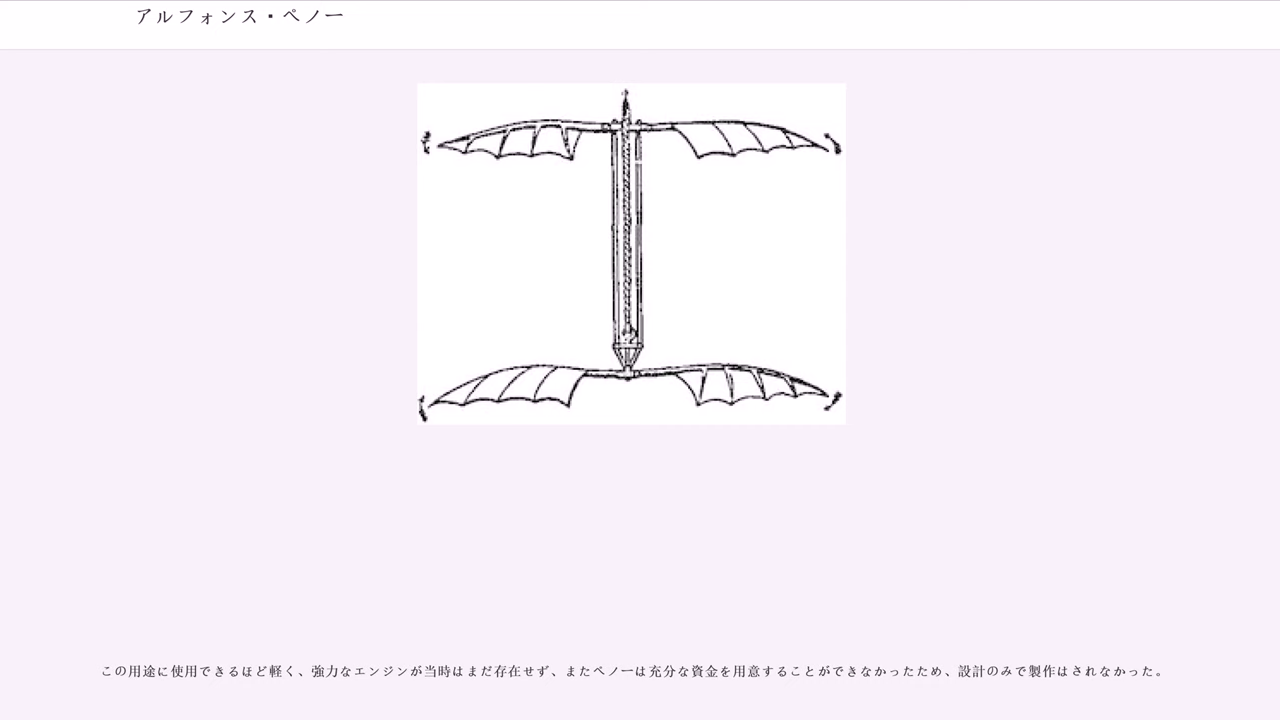 アルフォンス・ペノー
この用途に使用できるほど軽く、強力なエンジンが当時はまだ存在せず、またペノーは充分な資金を用意することができなかったため、設計のみで製作はされなかった。